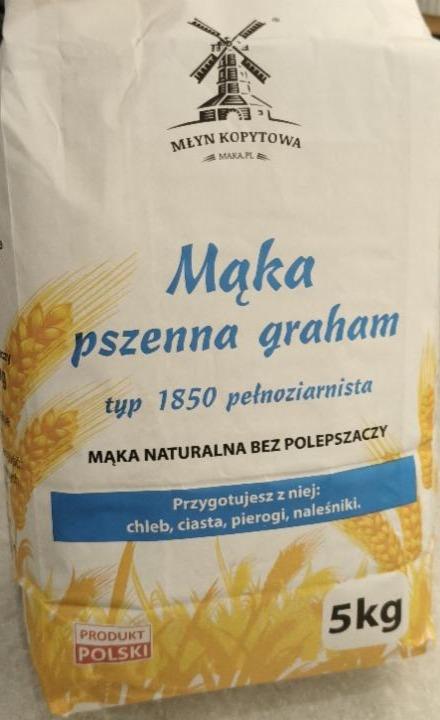 MŁYN KOPYTOWA
MAKA.PL
Mąka
pszenna graham
typ 1850 pełnoziarnista
MĄKA NATURALNA BEZ POLEPSZACZY
Przygotujesz z niej:
chleb, ciasta, pierogi, naleśniki.
5kg
PRODUKT
POLSKI